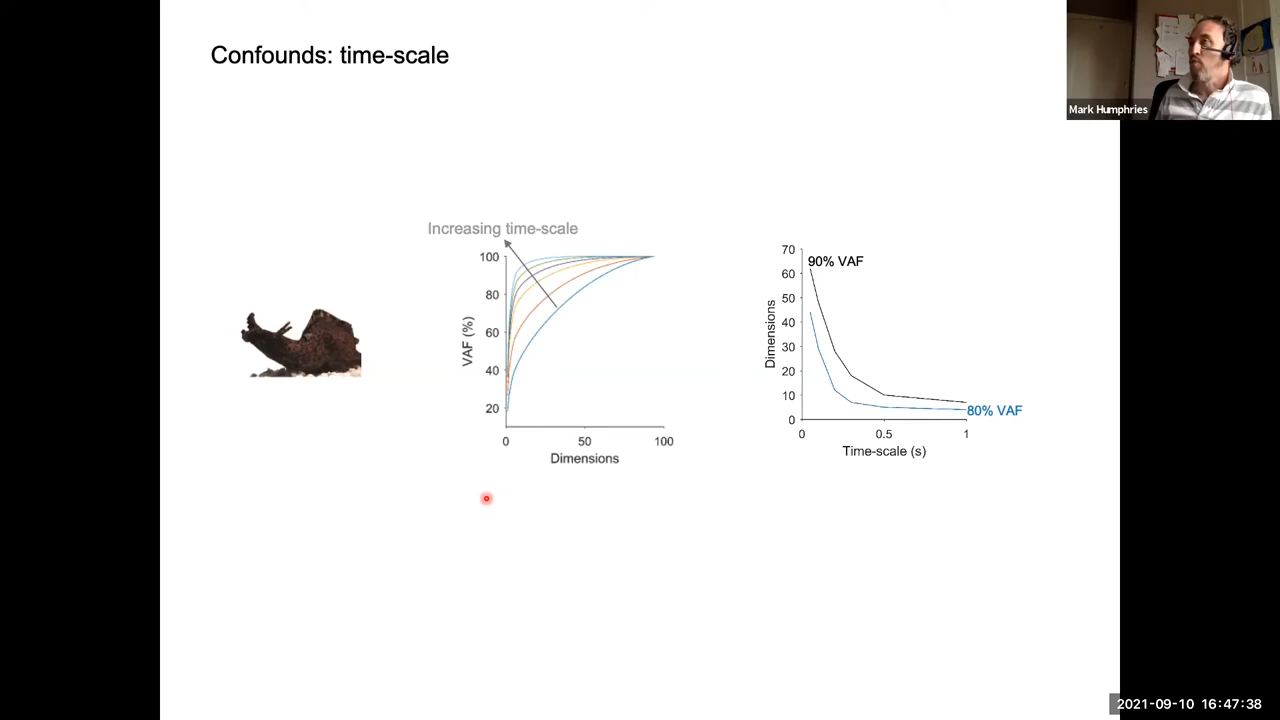 Confounds: time-scale
Mark Humphries
Increasing time-scale
100
80
60
40
20
VAF (%)
0
50
100
Dimensions
70
60
50
40
30
20
10
0
Dimensions
90% VAF
80% VAF
0
0.5
1
Time-scale (s)
2021-09-10 16:47:38